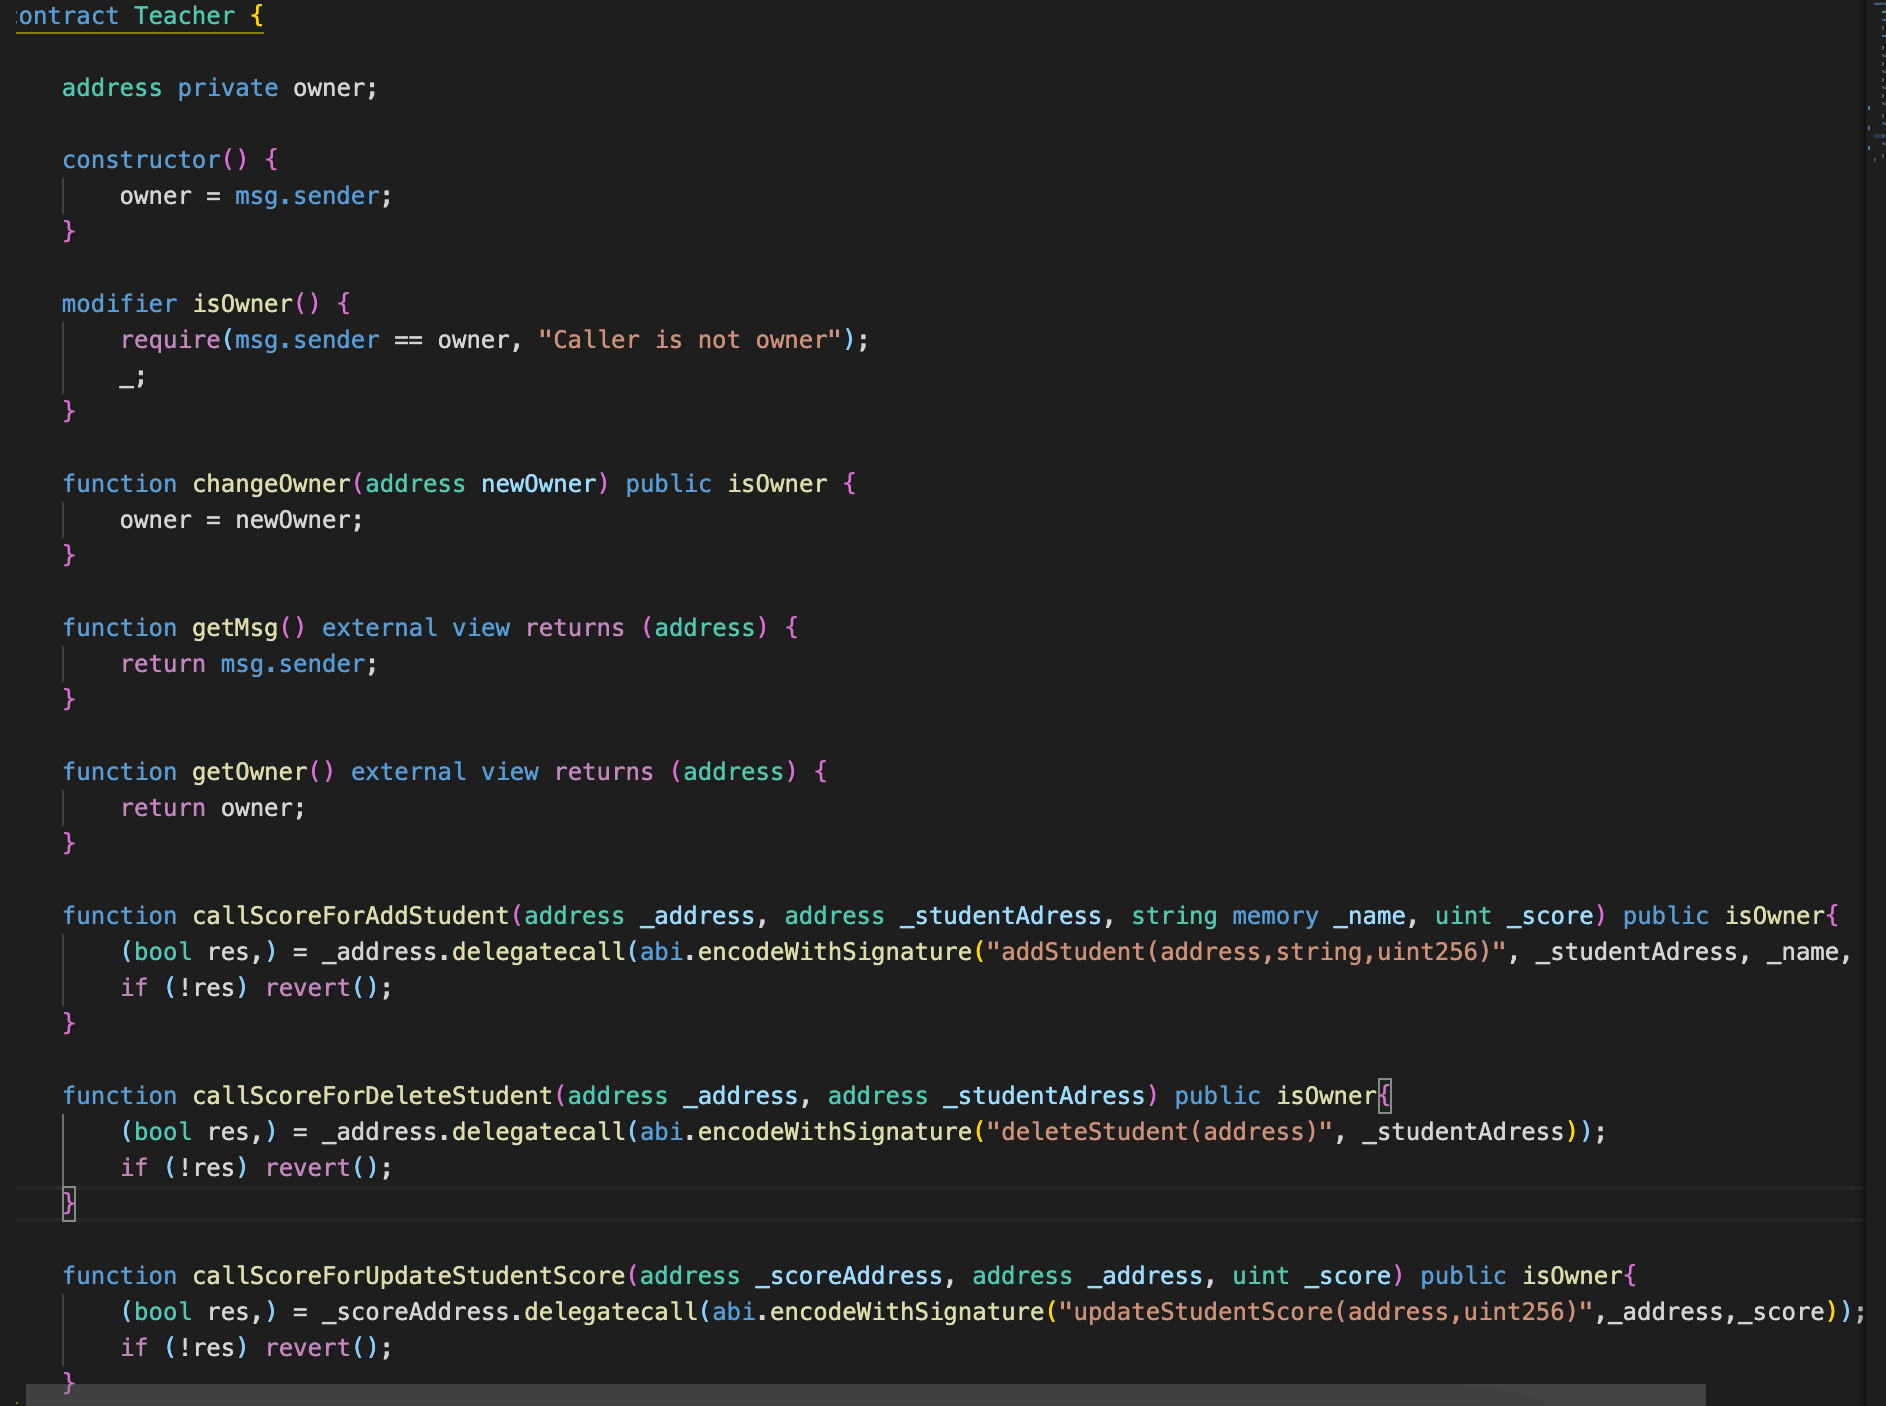 contract Teacher {
address private owner;
constructor() {
owner = msg.sender;
}
modifier isOwner() {
require(msg.sender == owner, "Caller is not owner");
_;
}
function changeOwner(address newOwner) public isOwner {
owner = newOwner;
}
function getMsg() external view returns (address) {
return msg.sender;
}
function getOwner() external view returns (address) {
return owner;
}
function callScoreForAddStudent(address _address, address _studentAdress, string memory _name, uint _score) public isOwner{
(bool res,) = _address.delegatecall(abi.encodeWithSignature("addStudent(address,string,uint256)", _studentAdress, _name,
if (!res) revert();
}
function callScoreForDeleteStudent(address _address, address _studentAdress) public isOwner{
(bool res,) = _address.delegatecall(abi.encodeWithSignature("deleteStudent(address)", _studentAdress));
if (!res) revert();
}
function callScoreForUpdateStudentScore(address _scoreAddress, address _address, uint _score) public isOwner{
(bool res,) = _scoreAddress.delegatecall(abi.encodeWithSignature("updateStudentScore(address,uint256)",_address,_score));
if (!res) revert();
}